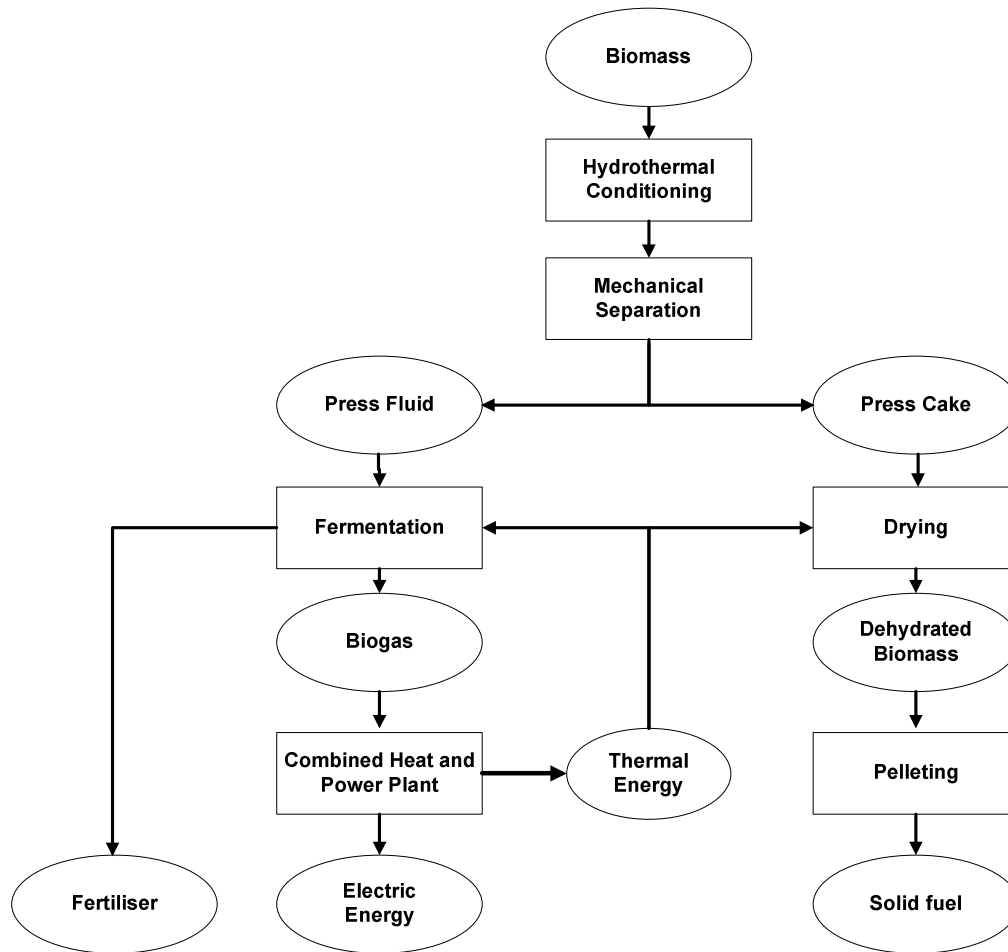 Biomass
Hydrothermal
Conditioning
Mechanical
Separation
Press Fluid
Press Cake
Fermentation
Drying
Biogas
Dehydrated
Biomass
Combined Heat and
Power Plant
Thermal
Energy
Pelleting
Fertiliser
Electric
Energy
Solid fuel